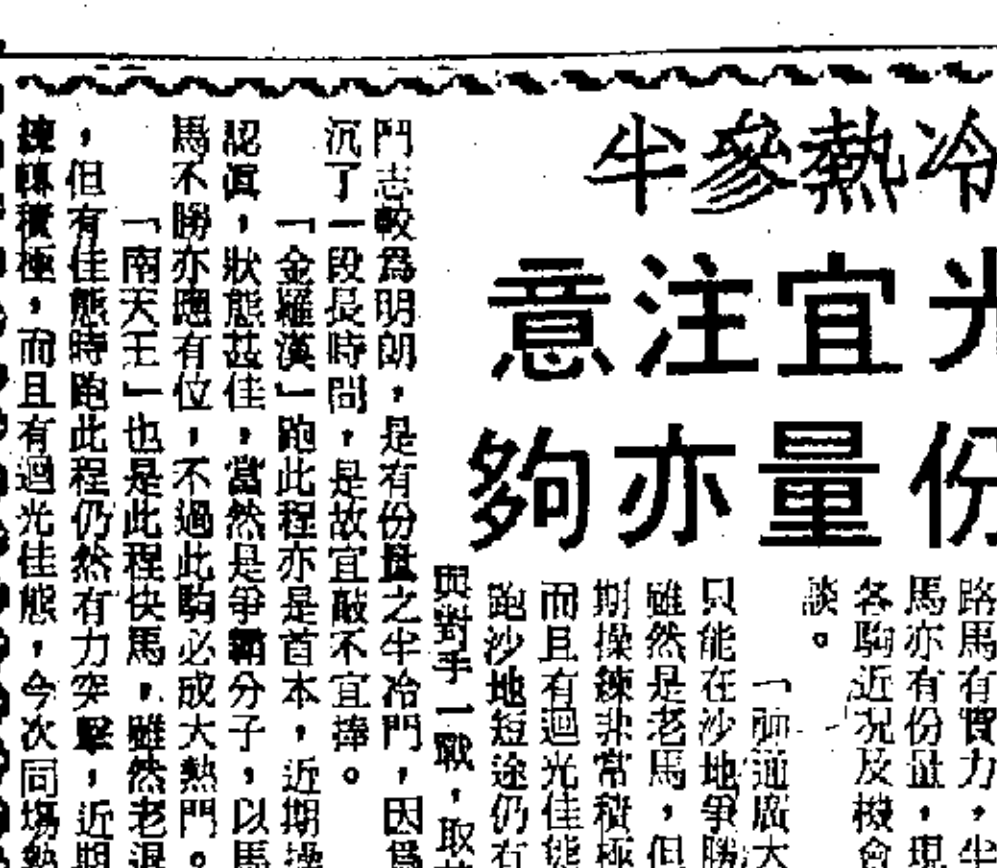 冷熱參半
光宜注意
份量亦夠
路馬有實力，半
馬亦有份量，現
各駒近況及機會
談。
「神通廣大
只能在沙地爭勝，
雖然是老馬，但
期操練非常積極
而且有迴光佳態
跑沙地短途仍有
與對手一戰，取
鬥志較為明朗，是有份量之半冷門，因為
沉了一段長時間，是故宜敲不宜捧。
「金羅漢」跑此程亦是首本，近期操
認真，狀態甚佳，當然是爭霸分子，以馬
馬不勝亦應有位，不過此駒必成大熱門。
「南天王」也是此程快馬，雖然老退
，但有佳態時跑此程仍然有力突擊，近期
練轉積極，而且有迴光佳態，今次同場熱